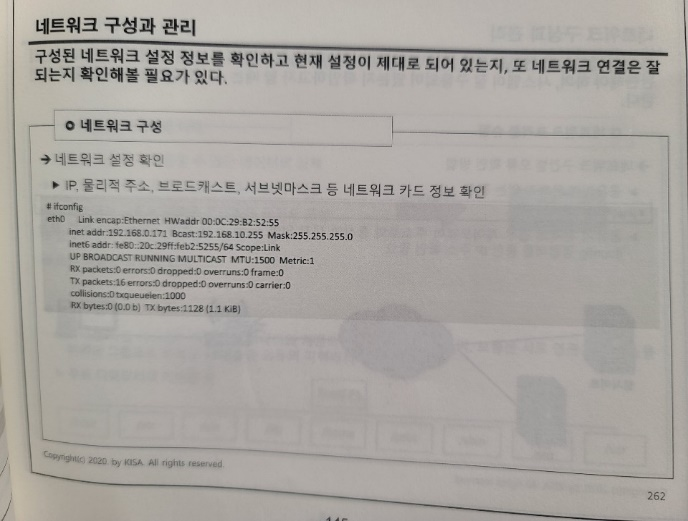 네트워크 구성과 관리
구성된 네트워크 설정 정보를 확인하고 현재 설정이 제대로 되어 있는지, 또 네트워크 연결은 잘
되는지 확인해볼 필요가 있다.
네트워크 구성
→ 네트워크 설정 확인
▶ IP, 물리적 주소, 브로드캐스트, 서브넷마스크 등 네트워크 카드 정보 확인
# ifconfig
eth0 Link encap:Ethernet HWaddr 00:0C:29:B2:52:55
inet addr:192.168.0.171 Bcast:192.168.10.255 Mask:255.255.255.0
inet6 addr: fe80::20c:29ff:feb2:5255/64 Scope:Link
UP BROADCAST RUNNING MULTICAST MTU:1500 Metric:1
RX packets:0 errors:0 dropped:0 overruns:0 frame:0
TX packets:16 errors:0 dropped:0 overruns:0 carrier:0
collisions:0 txqueuelen:1000
RX bytes:0 (0.0 b) TX bytes:1128 (1.1 KiB)
Copyright(c) 2020 by KISA. All rights reserved.
262